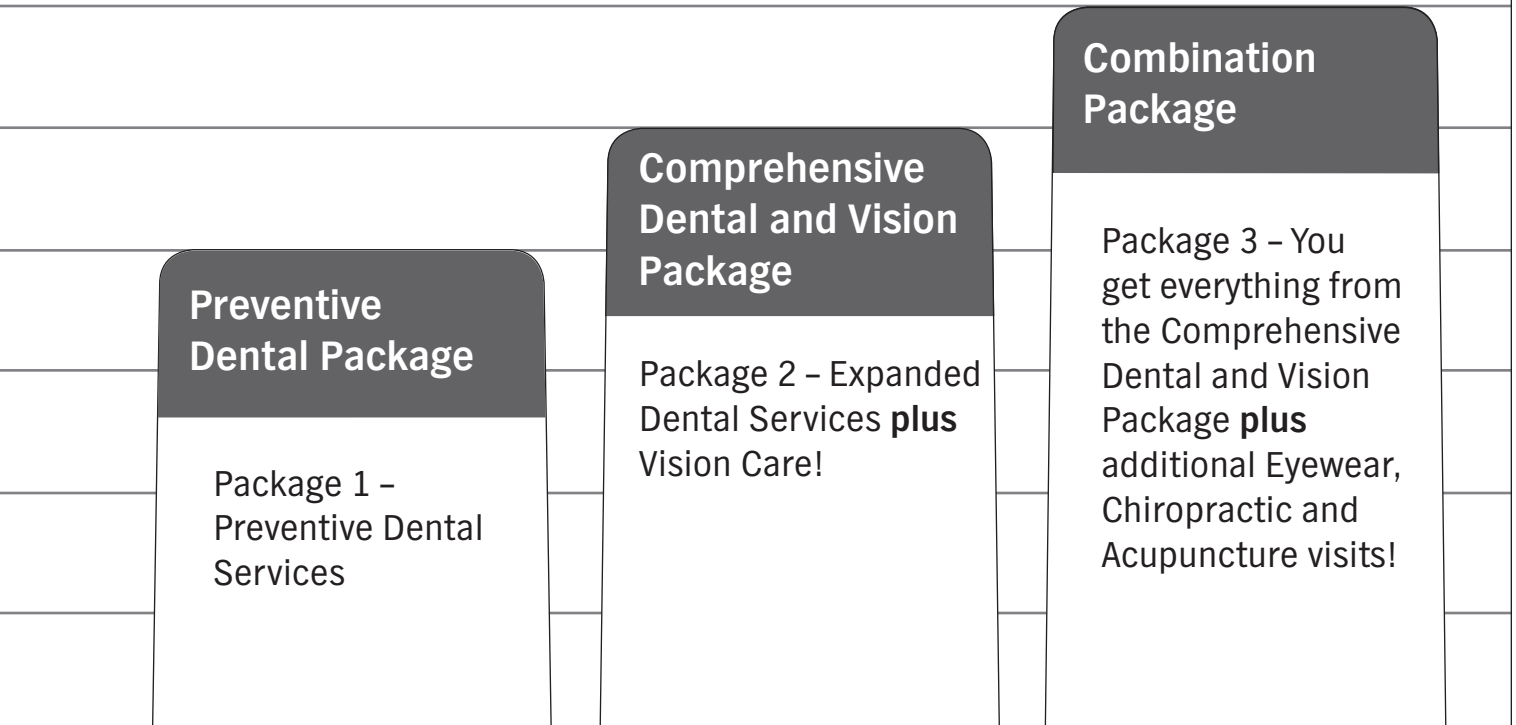 Preventive
Dental Package
Package 1 –
Preventive Dental
Services
Comprehensive
Dental and Vision
Package
Package 2 – Expanded
Dental Services plus
Vision Care!
Combination
Package
Package 3 – You
get everything from
the Comprehensive
Dental and Vision
Package plus
additional Eyewear,
Chiropractic and
Acupuncture visits!